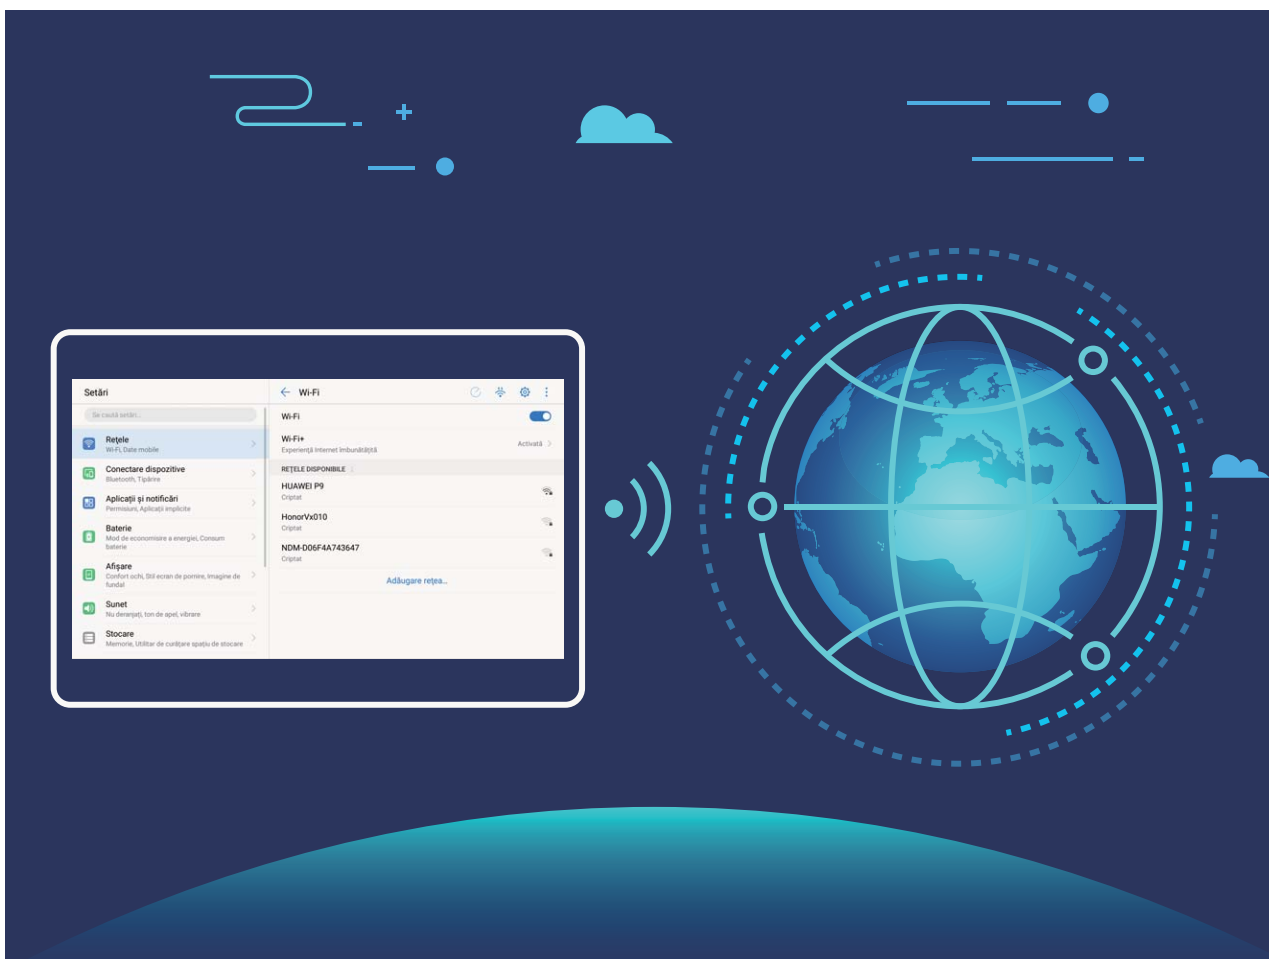 Setări
Se caută setări..
Reţele
Wi-Fi, Date mobile
Conectare dispozitive
Bluetooth, Tipărire
Aplicații și notificări
Permisiuni, Aplicații implicite
Baterie
Mod de economisire a energiei, Consum
baterie
Afișare
Confort ochi, Stil ecran de pornire, Imagine de
fundal
Sunet
Nu deranjați, ton de apel, vibrare
Stocare
Memorie, Utilitar de curățare spațiu de stocare
Wi-Fi
Wi-Fi
Wi-Fi+
Experiență Internet îmbunătățită
Activată
REȚELE DISPONIBILE
HUAWEI P9
Criptat
HonorVx010
Criptat
NDM-D06F4A743647
Criptat
Adăugare rețea..